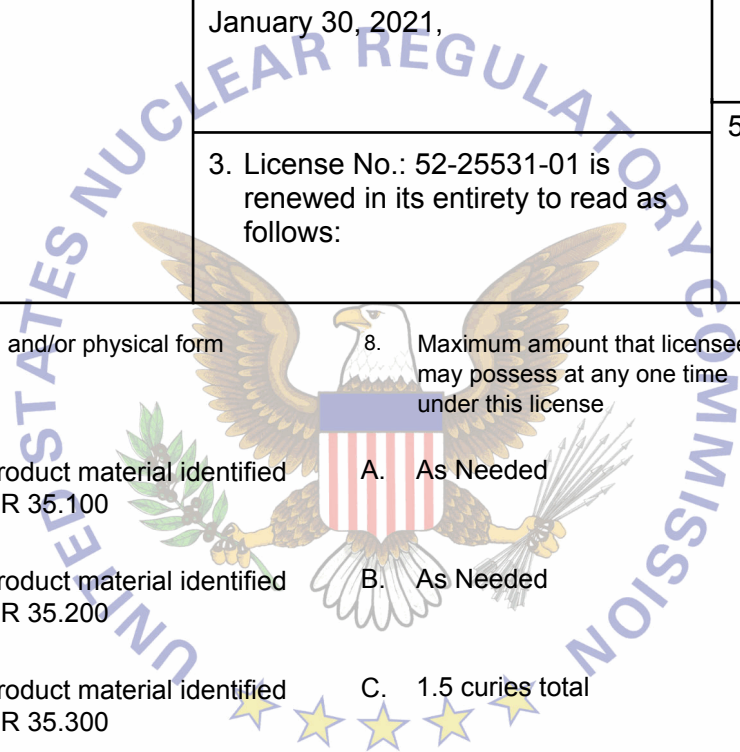 January 30, 2021,
5
3. License No.: 52-25531-01 is
renewed in its entirety to read as
follows:
and/or physical form
8. Maximum amount that licensee
may possess at any one time
under this license
roduct material identified
R 35.100
A. As Needed
roduct material identified
R 35.200
B. As Needed
roduct material identified
R 35.300
C. 1.5 curies total
UNITED STATES NUCLEAR REGULATORY COMMISSION